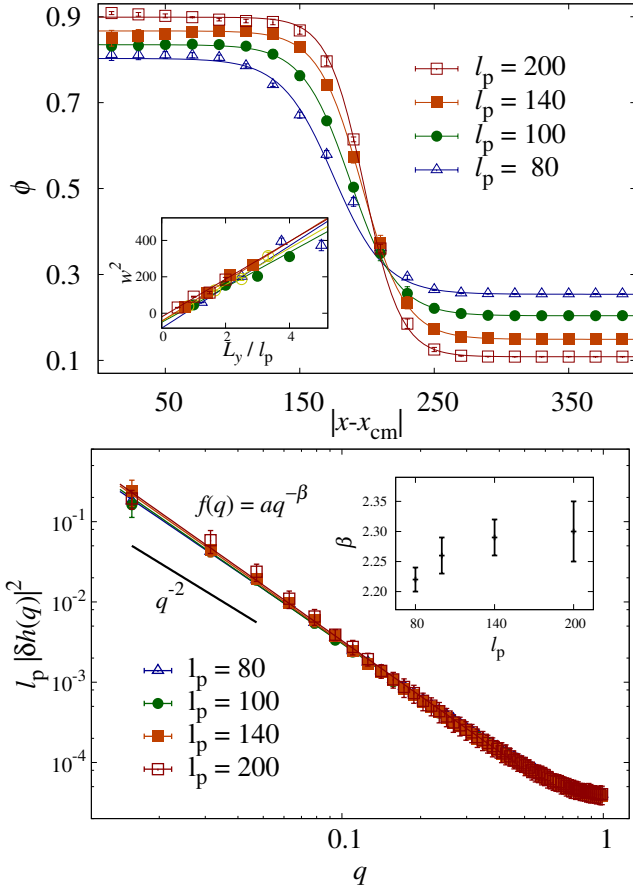 0.9
0.7
0.5
0.3
0.1
ϕ
l_p = 200
l_p = 140
l_p = 100
l_p = 80
400
200
0
w^2
0 2 4
L_y / l_p
50 150 250 350
|x-x_cm|
10^-1
10^-2
10^-3
10^-4
l_p |δh(q)|^2
f(q) = aq^-β
q^-2
2.35
2.30
2.25
2.20
β
80 140 200
l_p
l_p = 80
l_p = 100
l_p = 140
l_p = 200
0.1 1
q